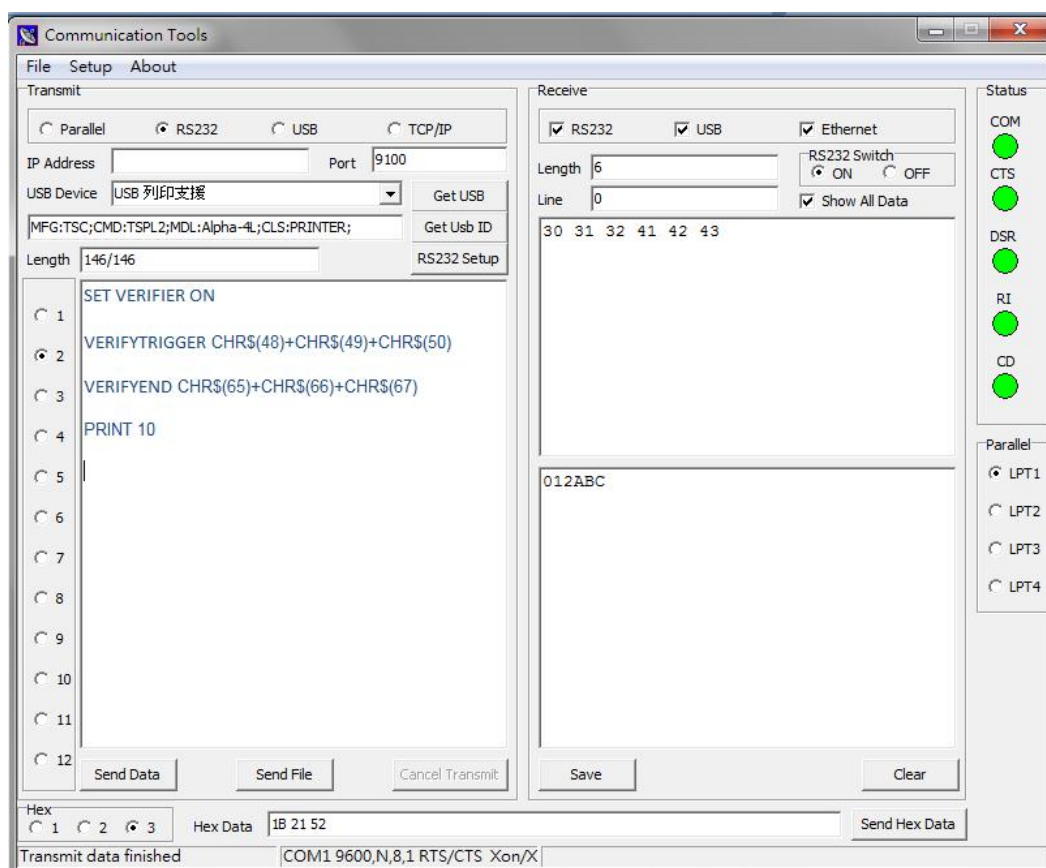 Communication Tools
File Setup About
Transmit
Parallel RS232 USB TCP/IP
IP Address Port 9100
USB Device USB 列印支援 Get USB
MFG:TSC;CMD:TSPL2;MDL:Alpha-4L;CLS:PRINTER; Get Usb ID
Length 146/146 RS232 Setup
1
2
3
4
5
6
7
8
9
10
11
12
SET VERIFIER ON
VERIFYTRIGGER CHR$(48)+CHR$(49)+CHR$(50)
VERIFYEND CHR$(65)+CHR$(66)+CHR$(67)
PRINT 10
Send Data Send File Cancel Transmit
Receive
RS232 USB Ethernet
Length 6
RS232 Switch
ON OFF
Line 0 Show All Data
30 31 32 41 42 43
012ABC
Save Clear
Status
COM
CTS
DSR
RI
CD
Parallel
LPT1
LPT2
LPT3
LPT4
Hex
1 2 3 Hex Data 1B 21 52 Send Hex Data
Transmit data finished COM1 9600,N,8,1 RTS/CTS Xon/X